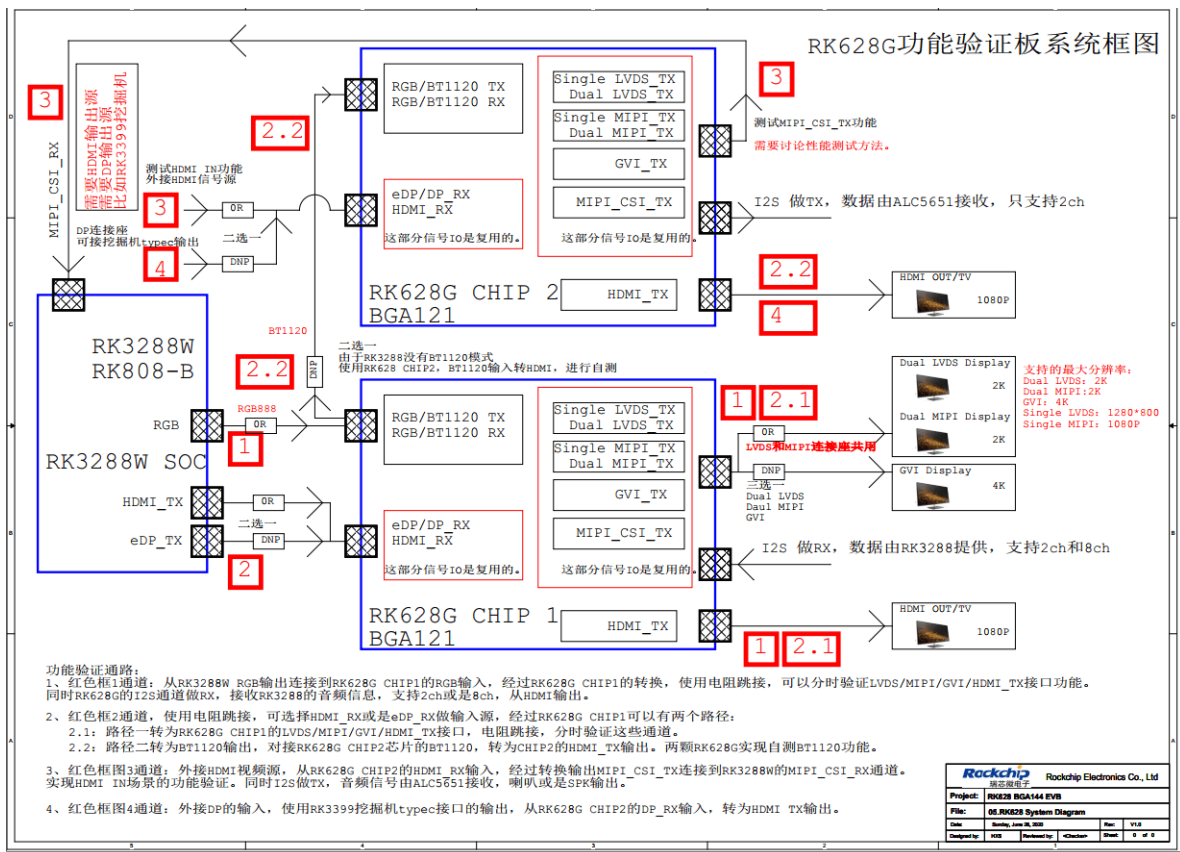 RK628G功能验证板系统框图
3
需要HDMI输出源
需要DP输出源
比如RK3399挖掘机
MIPI_CSI_RX
测试HDMI IN功能
外接HDMI信号源
3
0R
DP连接座
可接挖掘机typec输出
二选一
4
DNP
2.2
RGB/BT1120 TX
RGB/BT1120 RX
eDP/DP_RX
HDMI_RX
这部分信号IO是复用的。
Single LVDS_TX
Dual LVDS_TX
Single MIPI_TX
Dual MIPI_TX
GVI_TX
MIPI_CSI_TX
这部分信号IO是复用的。
RK628G CHIP 2
BGA121
HDMI_TX
3
测试MIPI_CSI_TX功能
需要讨论性能测试方法。
I2S 做TX, 数据由ALC5651接收, 只支持2ch
2.2
4
HDMI OUT/TV
1080P
RK3288W
RK808-B
RGB
RK3288W SOC
HDMI_TX
eDP_TX
BT1120
2.2
DNP
二选一
由于RK3288没有BT1120模式
使用RK628 CHIP2, BT1120输入转HDMI, 进行自测
RGB888
0R
1
0R
二选一
DNP
2
RGB/BT1120 TX
RGB/BT1120 RX
eDP/DP_RX
HDMI_RX
这部分信号IO是复用的。
Single LVDS_TX
Dual LVDS_TX
Single MIPI_TX
Dual MIPI_TX
GVI_TX
MIPI_CSI_TX
这部分信号IO是复用的。
RK628G CHIP 1
BGA121
HDMI_TX
1
2.1
0R
LVDS和MIPI连接座共用
DNP
三选一
Dual LVDS
Daul MIPI
GVI
Dual LVDS Display
2K
Dual MIPI Display
2K
GVI Display
4K
支持的最大分辨率:
Dual LVDS: 2K
Dual MIPI:2K
GVI: 4K
Single LVDS: 1280*800
Single MIPI: 1080P
I2S 做RX, 数据由RK3288提供, 支持2ch和8ch
HDMI OUT/TV
1080P
1
2.1
功能验证通路:
1、红色框1通道: 从RK3288W RGB输出连接到RK628G CHIP1的RGB输入, 经过RK628G CHIP1的转换, 使用电阻跳接, 可以分时验证LVDS/MIPI/GVI/HDMI_TX接口功能。
同时RK628G的I2S通道做RX, 接收RK3288的音频信息, 支持2ch或是8ch, 从HDMI输出。
2、红色框2通道, 使用电阻跳接, 可选择HDMI_RX或是eDP_RX做输入源, 经过RK628G CHIP1可以有两个路径:
2.1: 路径一转为RK628G CHIP1的LVDS/MIPI/GVI/HDMI_TX接口, 电阻跳接, 分时验证这些通道。
2.2: 路径二转为BT1120输出, 对接RK628G CHIP2芯片的BT1120, 转为CHIP2的HDMI_TX输出。两颗RK628G实现自测BT1120功能。
3、红色框图3通道: 外接HDMI视频源, 从RK628G CHIP2的HDMI_RX输入, 经过转换输出MIPI_CSI_TX连接到RK3288W的MIPI_CSI_RX通道。
实现HDMI IN场景的功能验证。同时I2S做TX, 音频信号由ALC5651接收, 喇叭或是SPK输出。
4、红色框图4通道: 外接DP的输入, 使用RK3399挖掘机typec接口的输出, 从RK628G CHIP2的DP_RX输入, 转为HDMI TX输出。
Rockchip
瑞芯微电子
Rockchip Electronics Co., Ltd
Project: RK628 BGA144 EVB
File: 05.RK628 System Diagram
Date: Sunday, June 28, 2020 Rev: V1.0
Designed by: HXS Reviewed by: <Checker> Sheet: 0 of 0